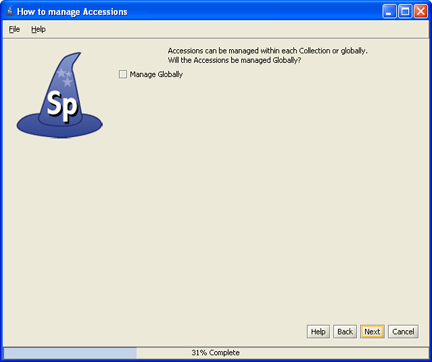 How to manage Accessions
File Help
Accessions can be managed within each Collection or globally.
Will the Accessions be managed Globally?
Manage Globally
Sp
Help Back Next Cancel
31% Complete